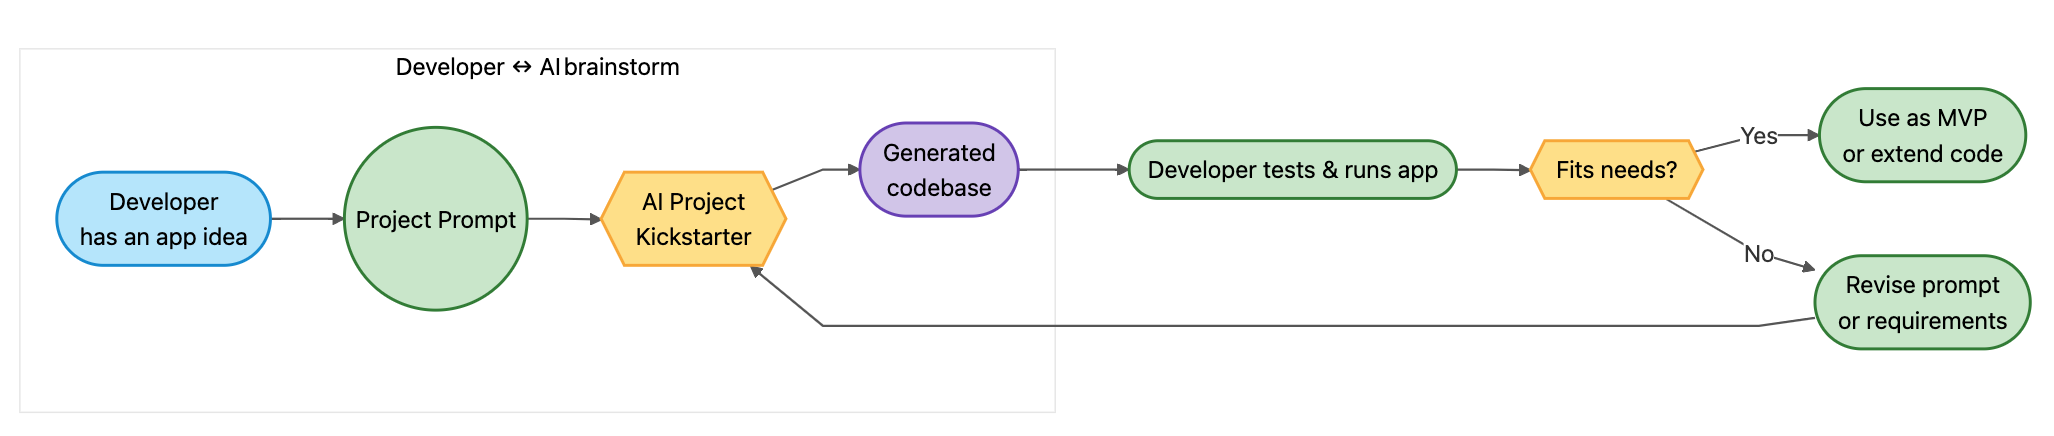 Developer ↔ AI brainstorm
Developer
has an app idea
Project Prompt
AI Project
Kickstarter
Generated
codebase
Developer tests & runs app
Fits needs?
Yes
Use as MVP
or extend code
No
Revise prompt
or requirements